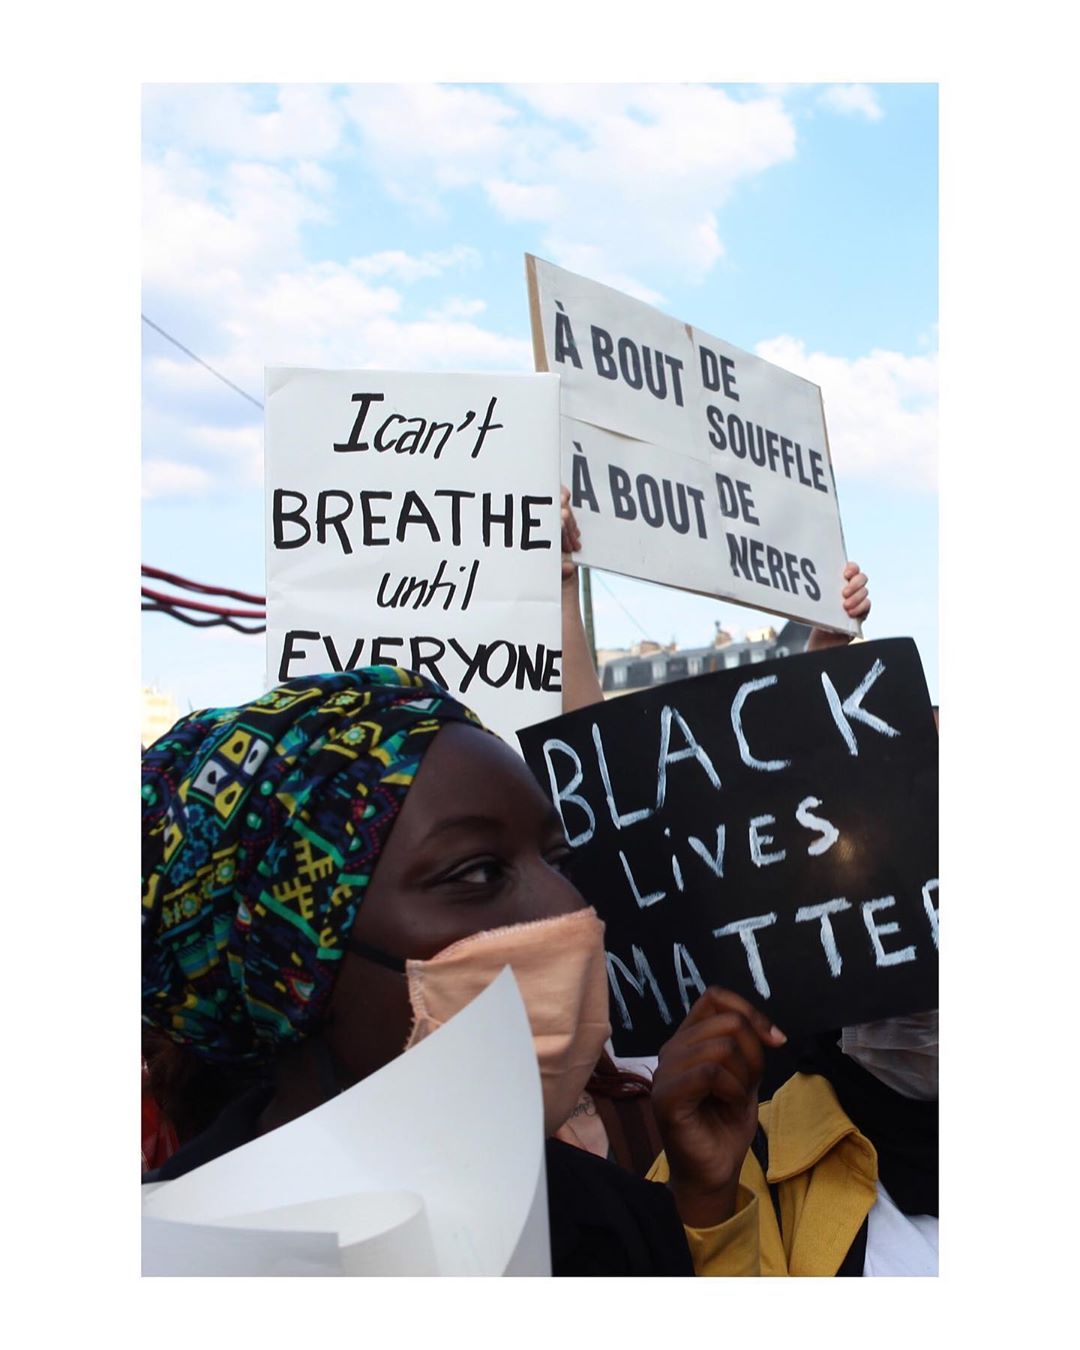 I can't
BREATHE
until
EVERYONE
À BOUT DE
SOUFFLE
À BOUT DE
NERFS
BLACK
LiVES
MATTER